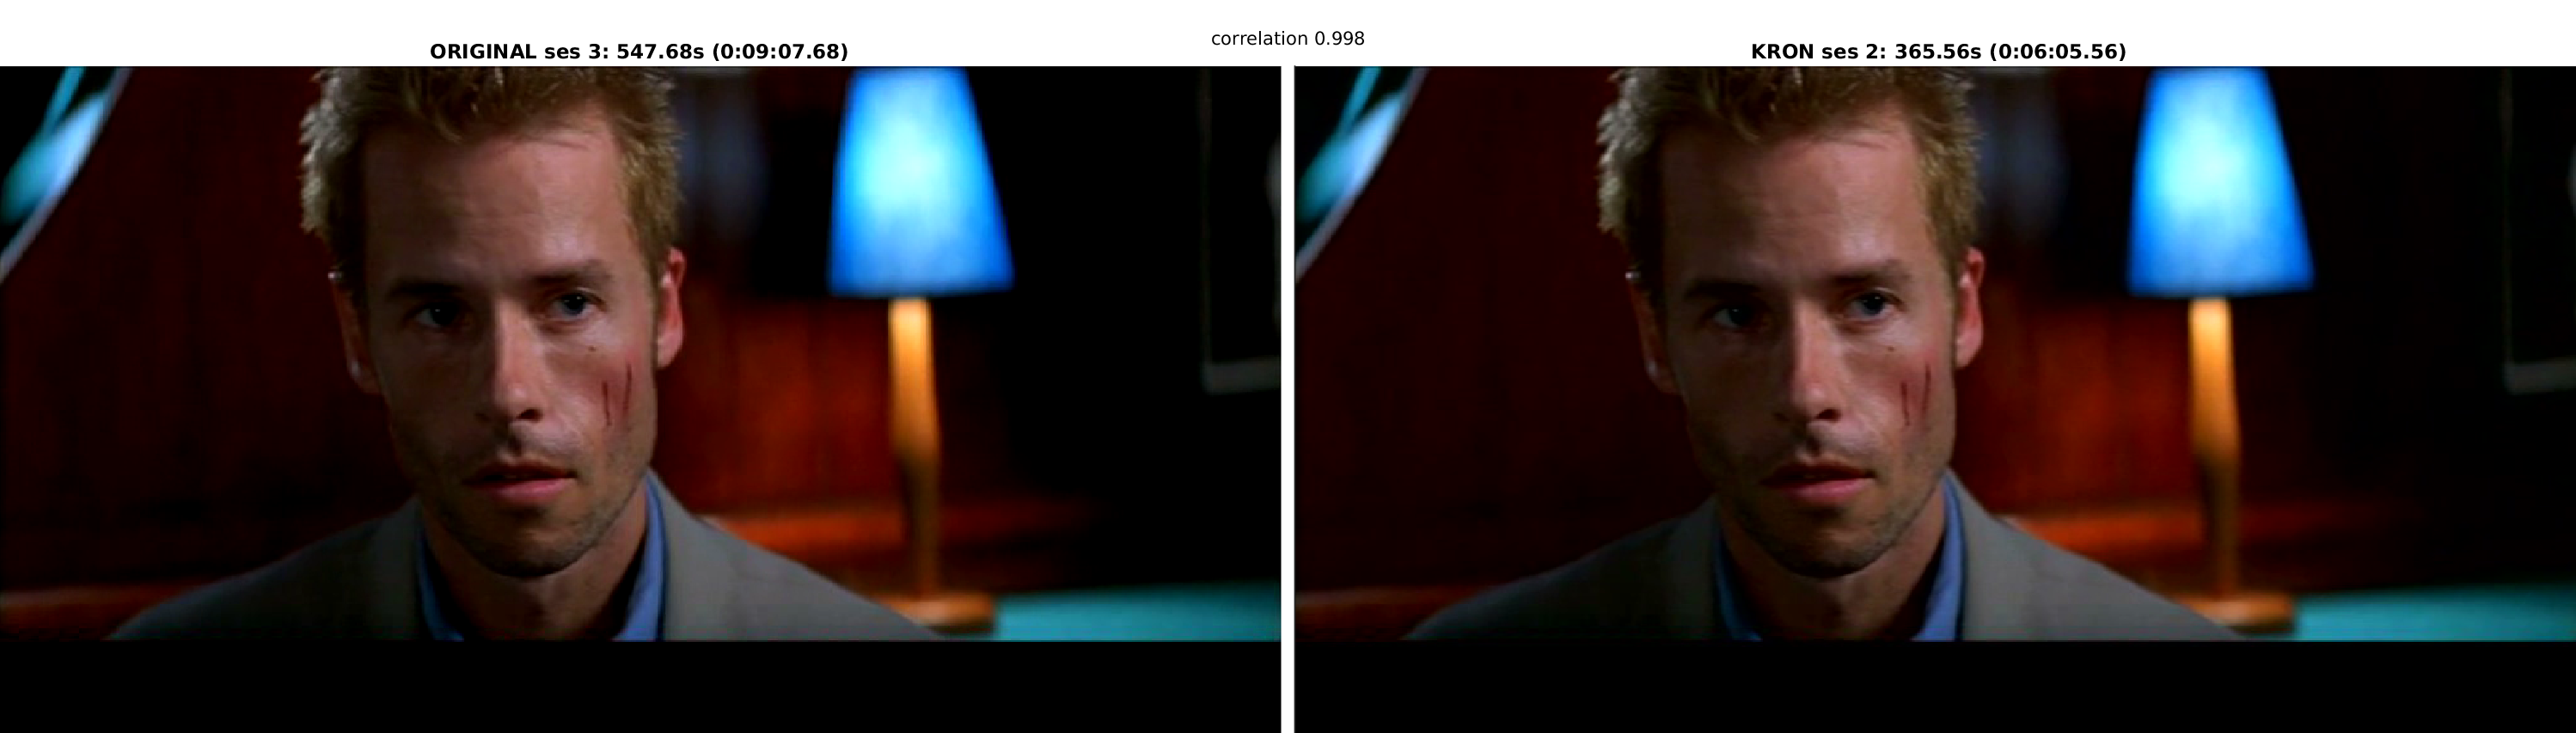 correlation 0.998
ORIGINAL ses 3: 547.68s (0:09:07.68)
KRON ses 2: 365.56s (0:06:05.56)